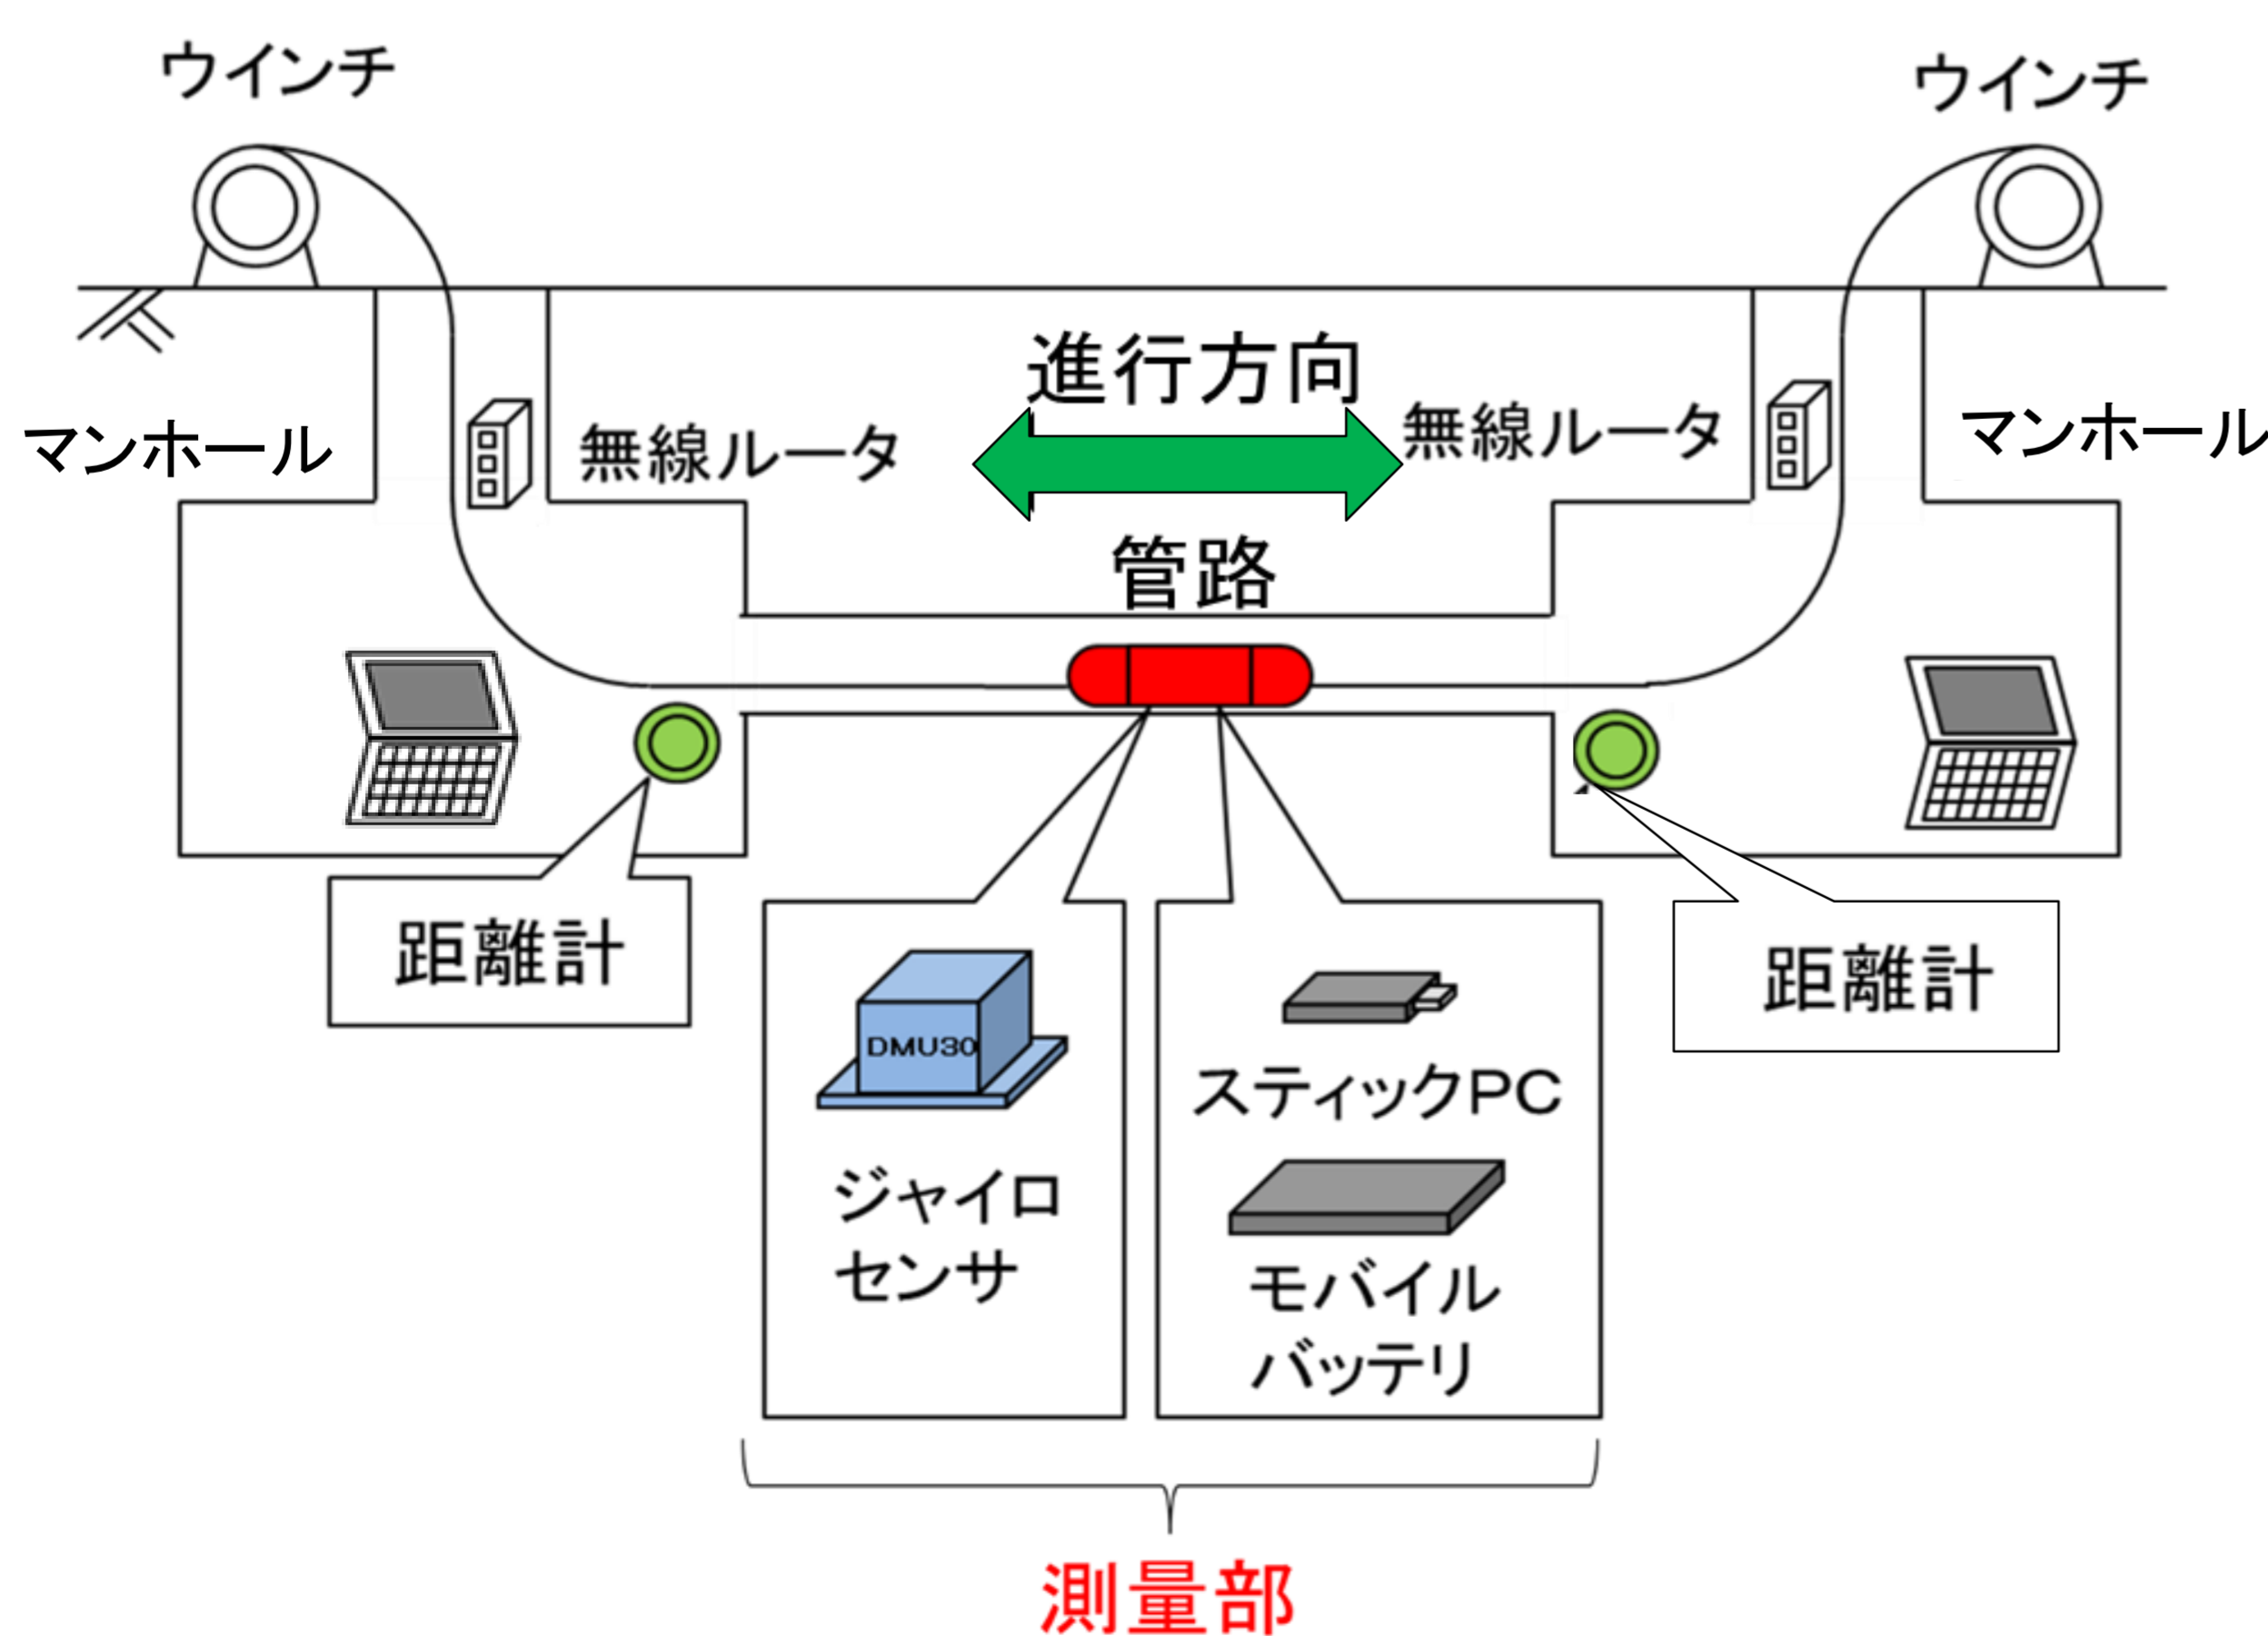 ウインチ
ウインチ
進行方向
マンホール
無線ルータ
無線ルータ
マンホール
管路
距離計
距離計
DMU30
スティックPC
ジャイロ
センサ
モバイル
バッテリ
測量部